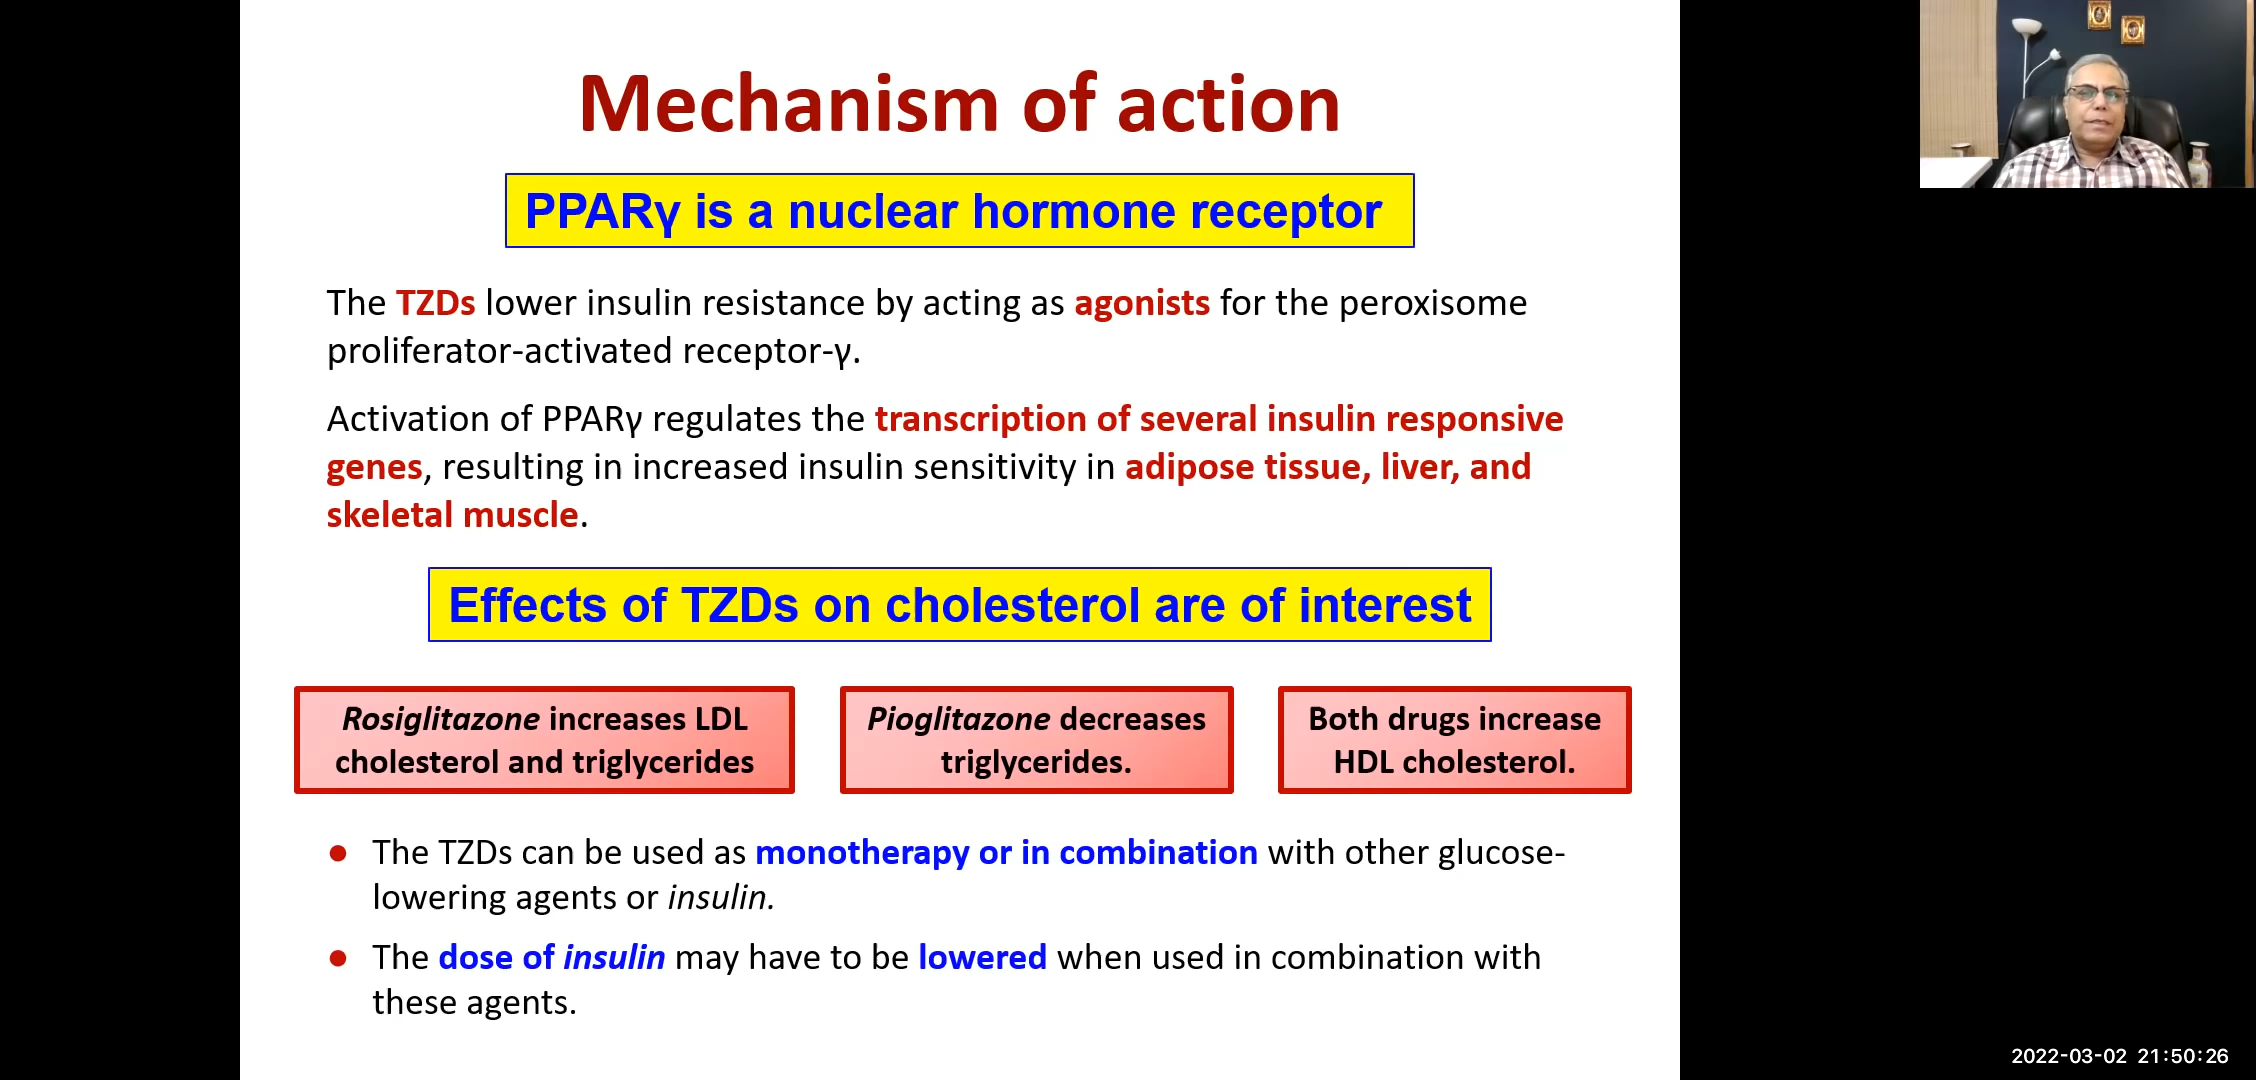 Mechanism of action
PPARγ is a nuclear hormone receptor
The TZDs lower insulin resistance by acting as agonists for the peroxisome
proliferator-activated receptor-γ.
Activation of PPARγ regulates the transcription of several insulin responsive
genes, resulting in increased insulin sensitivity in adipose tissue, liver, and
skeletal muscle.
Effects of TZDs on cholesterol are of interest
Rosiglitazone increases LDL
cholesterol and triglycerides
Pioglitazone decreases
triglycerides.
Both drugs increase
HDL cholesterol.
● The TZDs can be used as monotherapy or in combination with other glucose-
lowering agents or insulin.
● The dose of insulin may have to be lowered when used in combination with
these agents.
2022-03-02 21:50:26